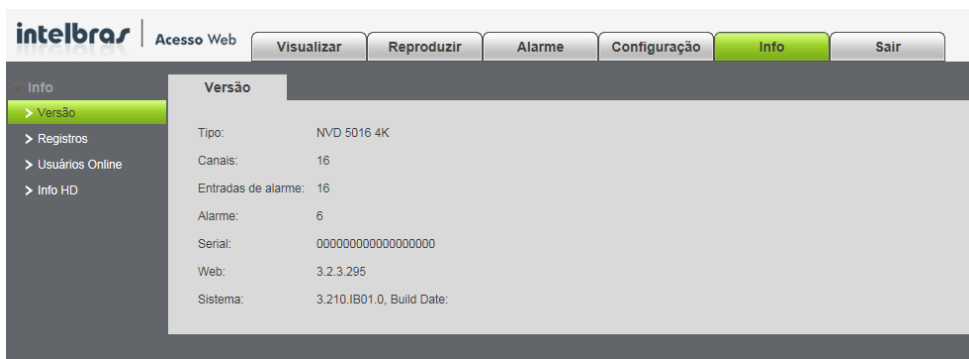 intelbras Acesso Web
Visualizar Reproduzir Alarme Configuração Info Sair
Info
Versão
Registros
Usuários Online
Info HD
Versão
Tipo: NVD 5016 4K
Canais: 16
Entradas de alarme: 16
Alarme: 6
Serial: 000000000000000000
Web: 3.2.3.295
Sistema: 3.210.IB01.0, Build Date: